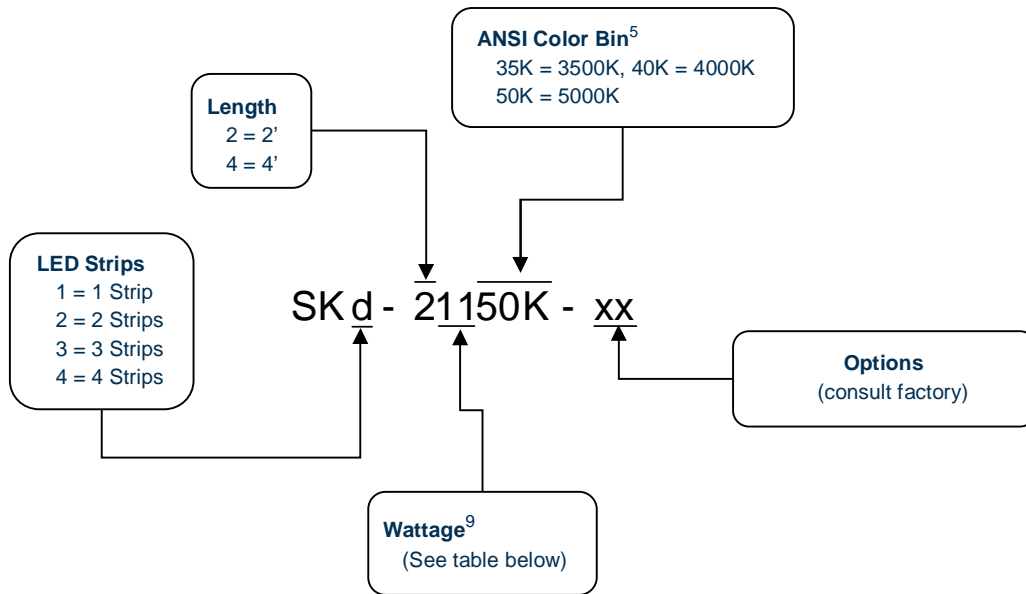 ANSI Color Bin5
35K = 3500K, 40K = 4000K
50K = 5000K
Length
2 = 2’
4 = 4’
LED Strips
1 = 1 Strip
2 = 2 Strips
3 = 3 Strips
4 = 4 Strips
SK d - 21150K - xx
Options
(consult factory)
Wattage9
(See table below)